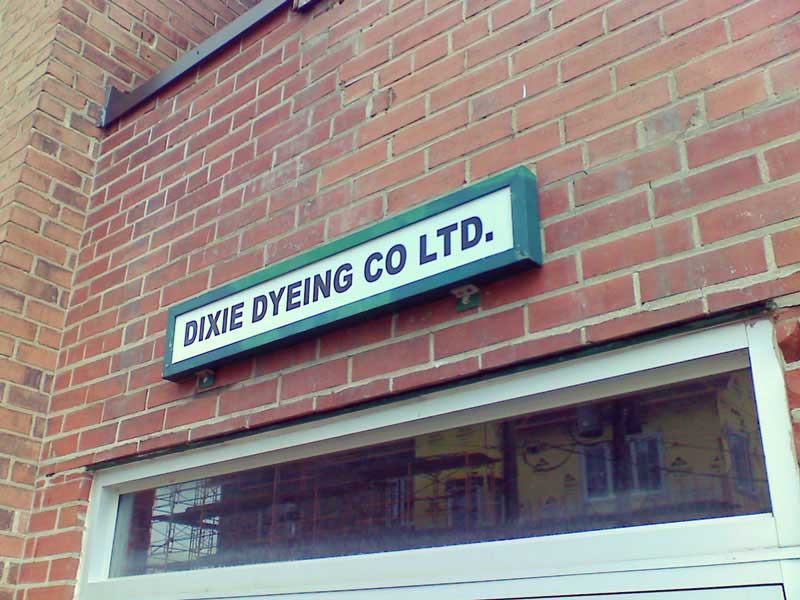 DIXIE DYEING CO LTD.